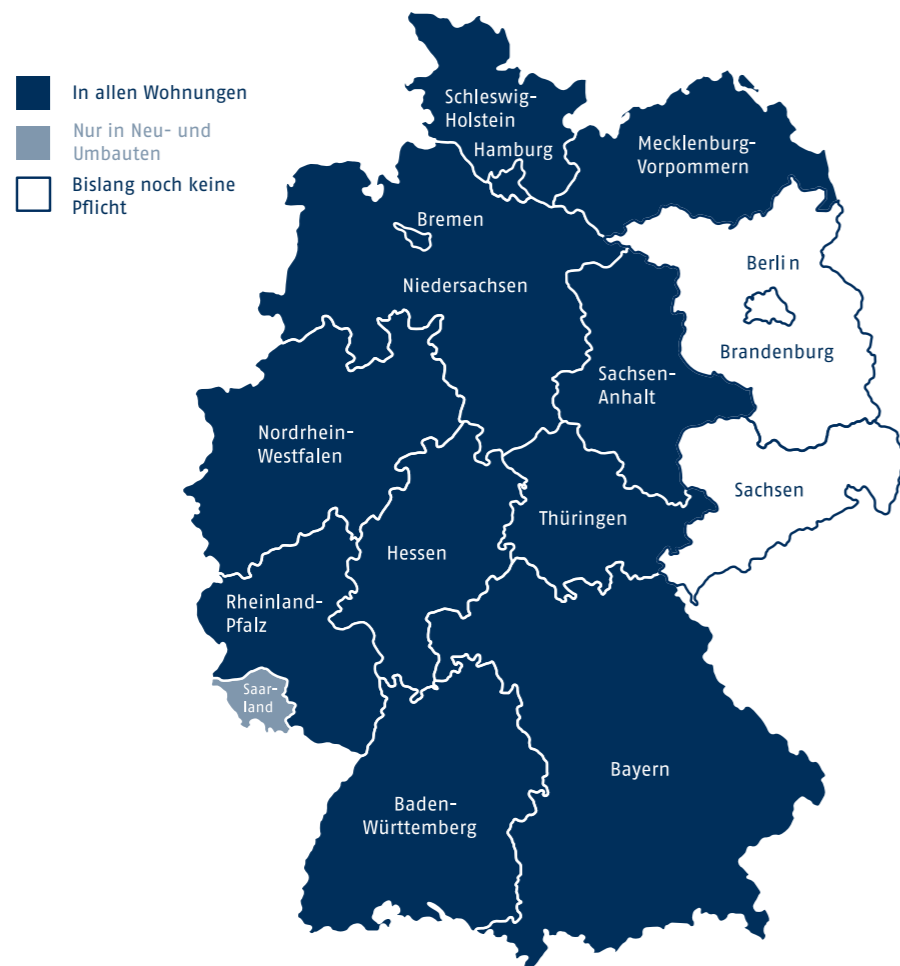 In allen Wohnungen
Nur in Neu- und
Umbauten
Bislang noch keine
Pflicht
Schleswig-
Holstein
Hamburg
Mecklenburg-
Vorpommern
Bremen
Niedersachsen
Berlin
Brandenburg
Sachsen-
Anhalt
Nordrhein-
Westfalen
Sachsen
Thüringen
Hessen
Rheinland-
Pfalz
Saar-
land
Bayern
Baden-
Württemberg